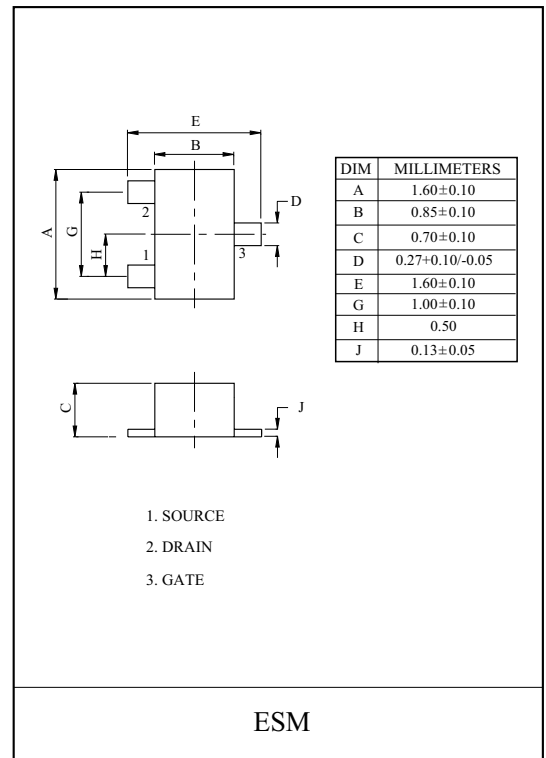 E
B
A
G
H
2
1
3
D
DIM MILLIMETERS
A 1.60±0.10
B 0.85±0.10
C 0.70±0.10
D 0.27+0.10/-0.05
E 1.60±0.10
G 1.00±0.10
H 0.50
J 0.13±0.05
C
J
1. SOURCE
2. DRAIN
3. GATE
ESM